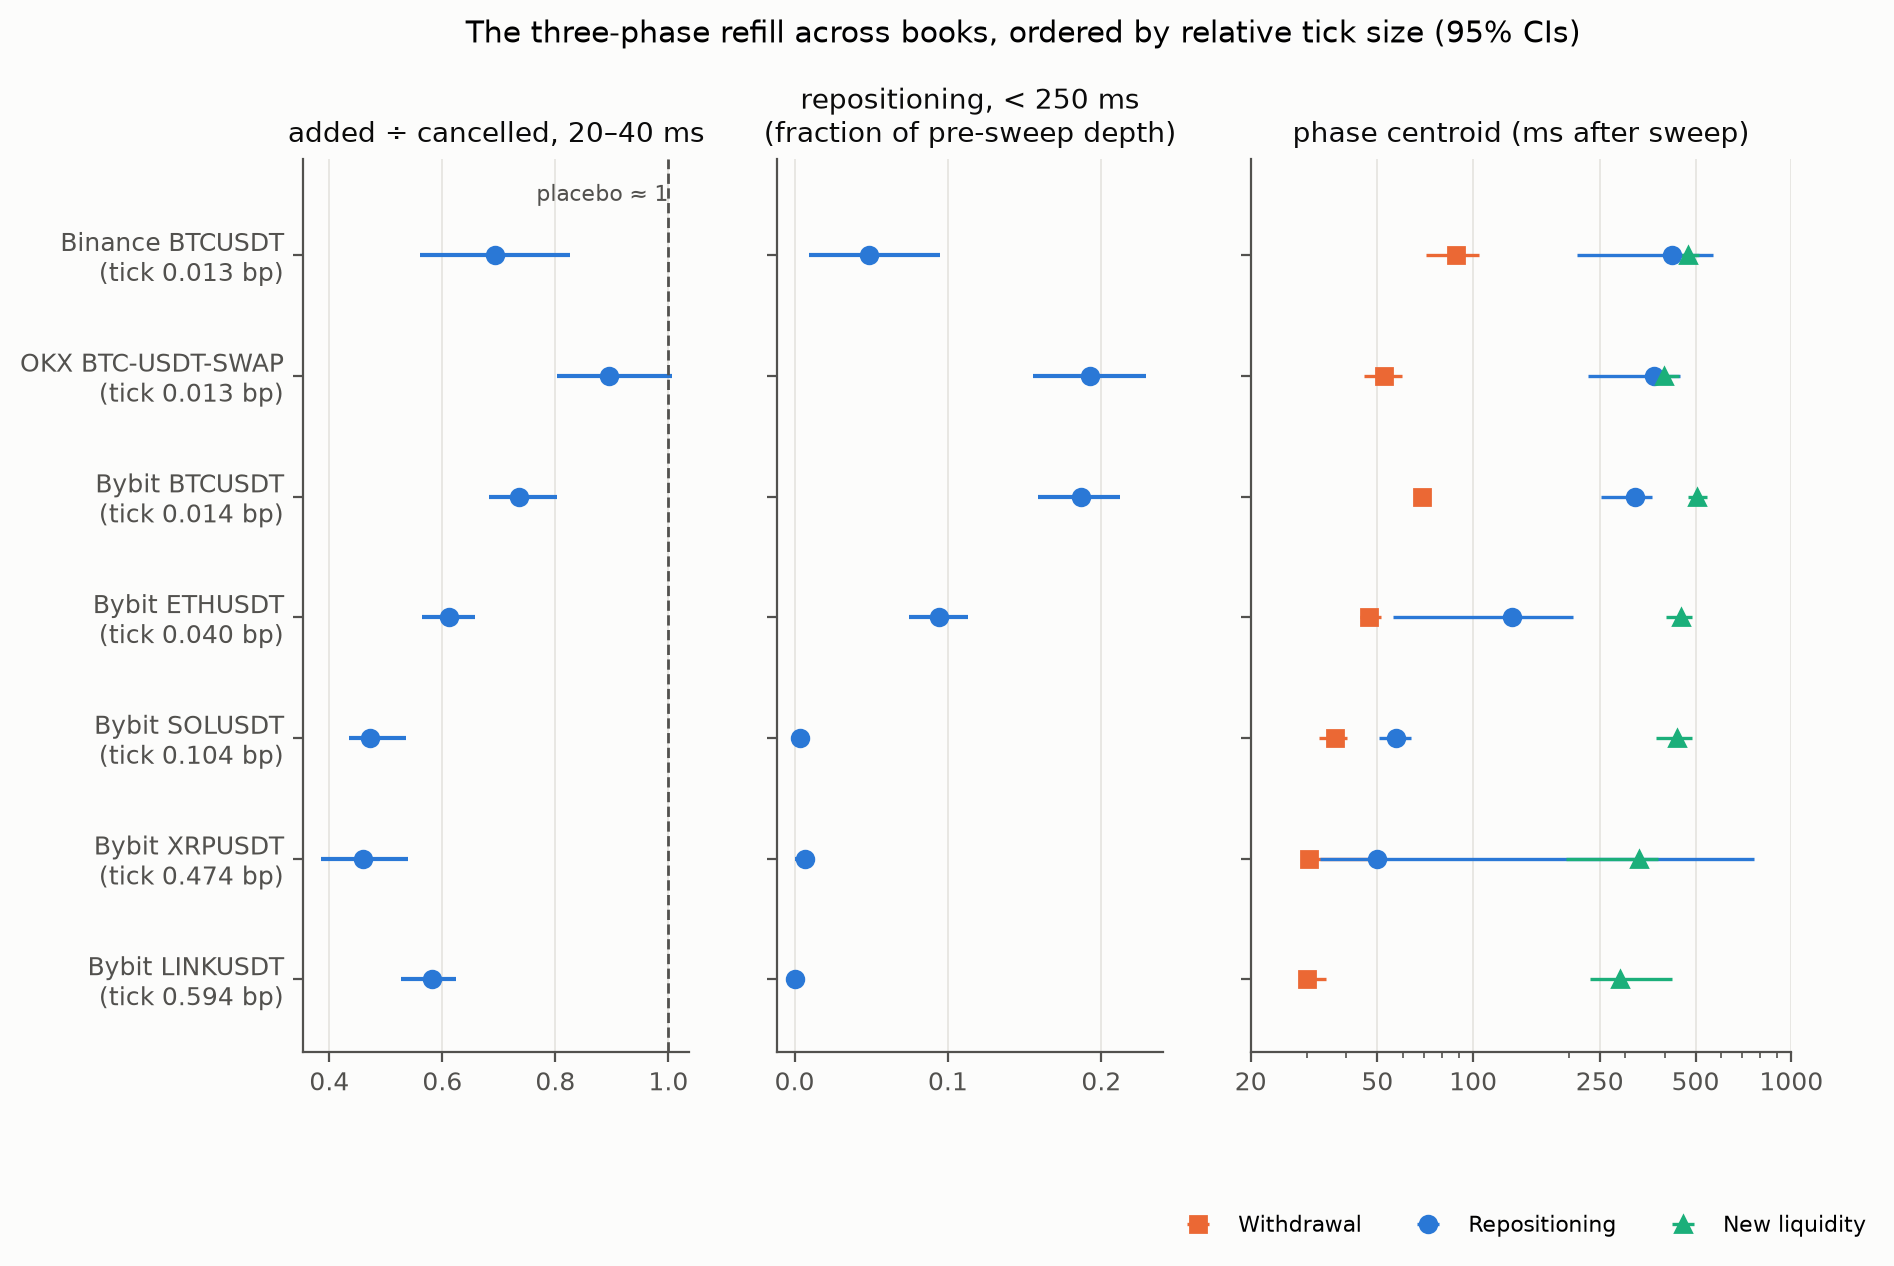 The three-phase refill across books, ordered by relative tick size (95% CIs)
added ÷ cancelled, 20–40 ms
repositioning, < 250 ms
(fraction of pre-sweep depth)
phase centroid (ms after sweep)
placebo ≈ 1
Binance BTCUSDT
(tick 0.013 bp)
OKX BTC-USDT-SWAP
(tick 0.013 bp)
Bybit BTCUSDT
(tick 0.014 bp)
Bybit ETHUSDT
(tick 0.040 bp)
Bybit SOLUSDT
(tick 0.104 bp)
Bybit XRPUSDT
(tick 0.474 bp)
Bybit LINKUSDT
(tick 0.594 bp)
0.4 0.6 0.8 1.0
0.0 0.1 0.2
20 50 100 250 500 1000
Withdrawal Repositioning New liquidity